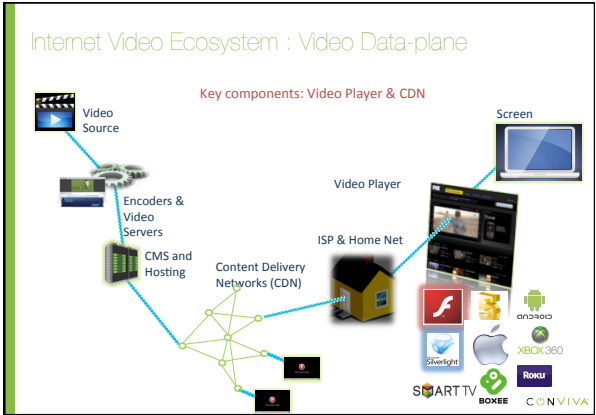 Internet Video Ecosystem : Video Data-plane
Key components: Video Player & CDN
Video
Source
Screen
Encoders &
Video
Servers
Video Player
CMS and
Hosting
ISP & Home Net
Content Delivery
Networks (CDN)
ANDROID
Microsoft
Silverlight
XBOX 360
SMART TV
BOXEE
ROKU
CONVIVA